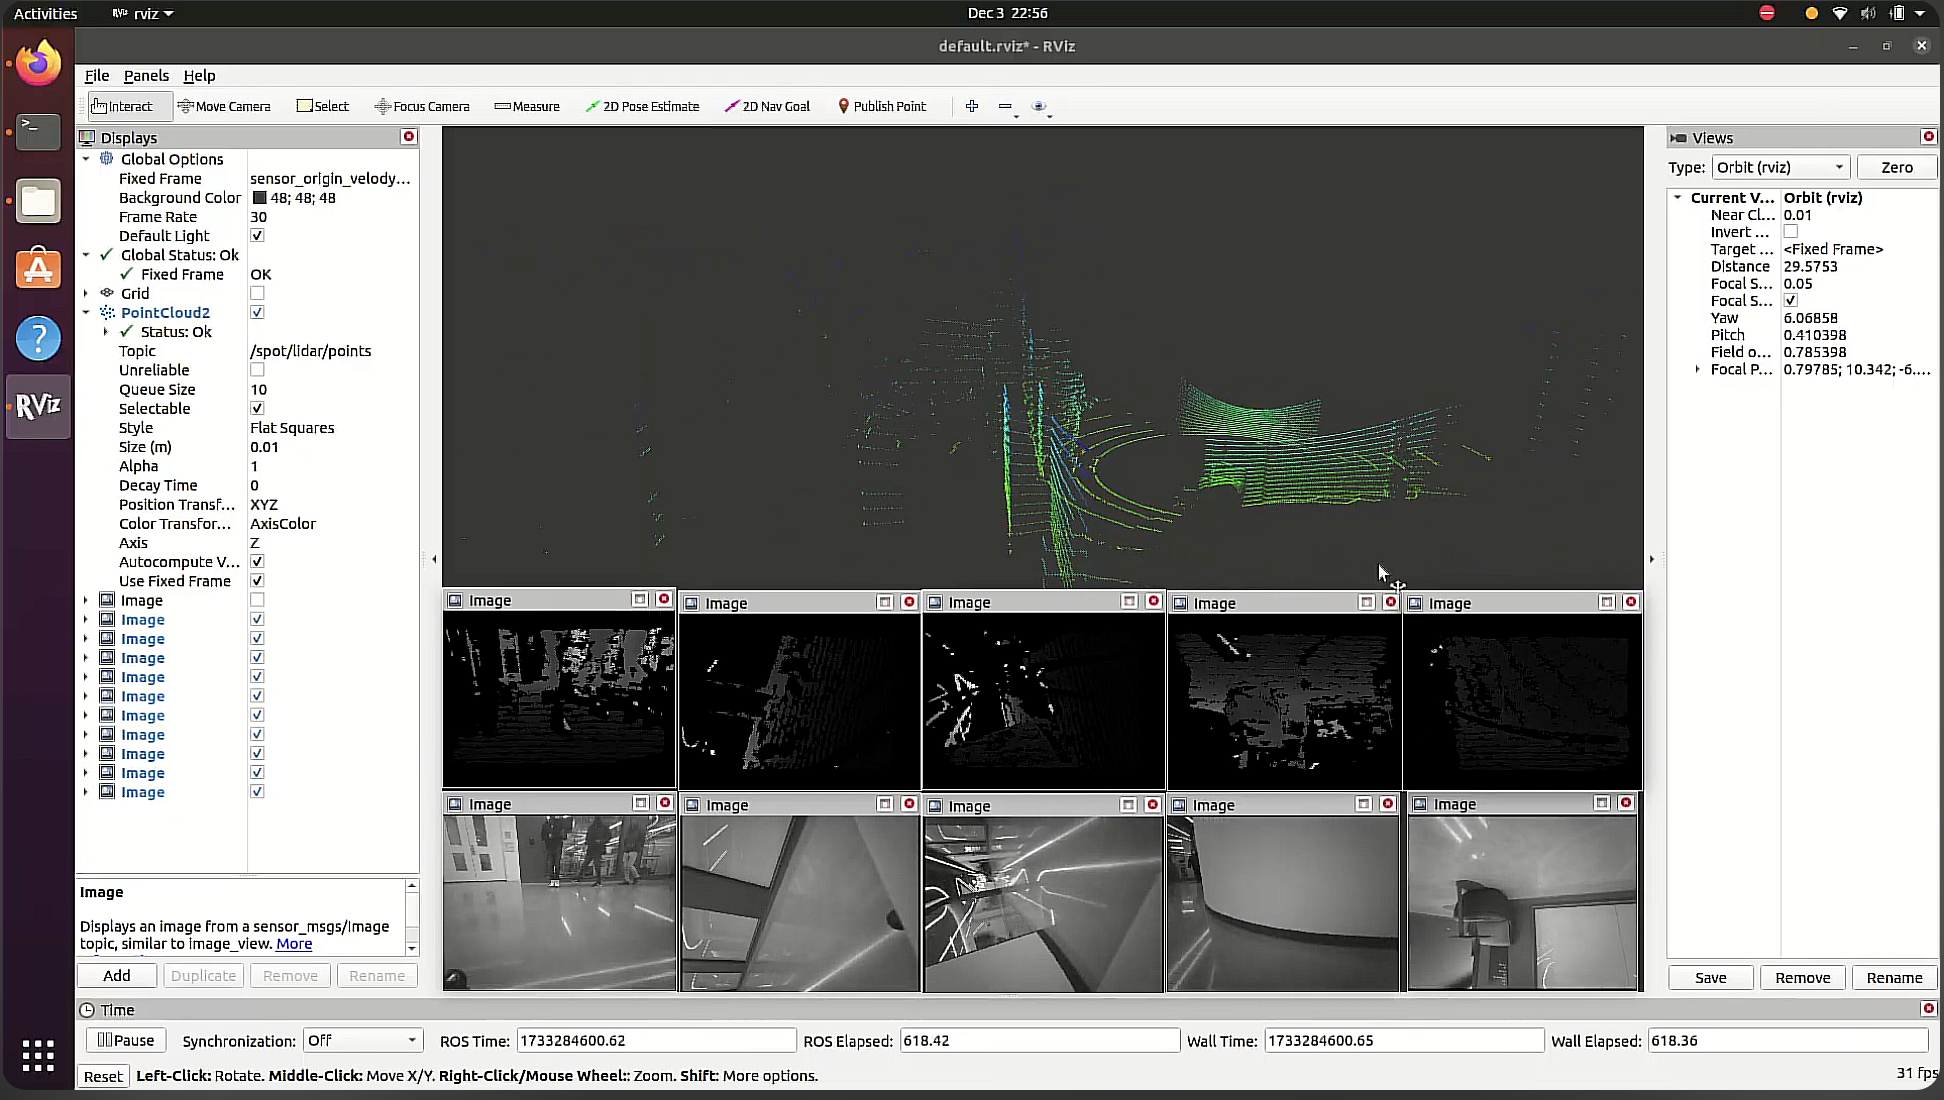 Activities
RViz rviz
Dec 3 22:56
default.rviz* - RViz
File Panels Help
Interact Move Camera Select Focus Camera Measure 2D Pose Estimate 2D Nav Goal Publish Point
Displays
Global Options
Fixed Frame sensor_origin_velody...
Background Color 48; 48; 48
Frame Rate 30
Default Light
Global Status: Ok
Fixed Frame OK
Grid
PointCloud2
Status: Ok
Topic /spot/lidar/points
Unreliable
Queue Size 10
Selectable
Style Flat Squares
Size (m) 0.01
Alpha 1
Decay Time 0
Position Transf... XYZ
Color Transfor... AxisColor
Axis Z
Autocompute V...
Use Fixed Frame
Image
Image
Image
Image
Image
Image
Image
Image
Image
Image
Image
Image
Displays an image from a sensor_msgs/Image
topic, similar to image_view. More
Add Duplicate Remove Rename
RViz
Image Image Image Image Image
Image Image Image Image Image
Views
Type: Orbit (rviz) Zero
Current V... Orbit (rviz)
Near Cl... 0.01
Invert ...
Target ... <Fixed Frame>
Distance 29.5753
Focal S... 0.05
Focal S...
Yaw 6.06858
Pitch 0.410398
Field o... 0.785398
Focal P... 0.79785; 10.342; -6....
Save Remove Rename
Time
Pause Synchronization: Off ROS Time: 1733284600.62 ROS Elapsed: 618.42 Wall Time: 1733284600.65 Wall Elapsed: 618.36
Reset Left-Click: Rotate. Middle-Click: Move X/Y. Right-Click/Mouse Wheel:: Zoom. Shift: More options. 31 fps